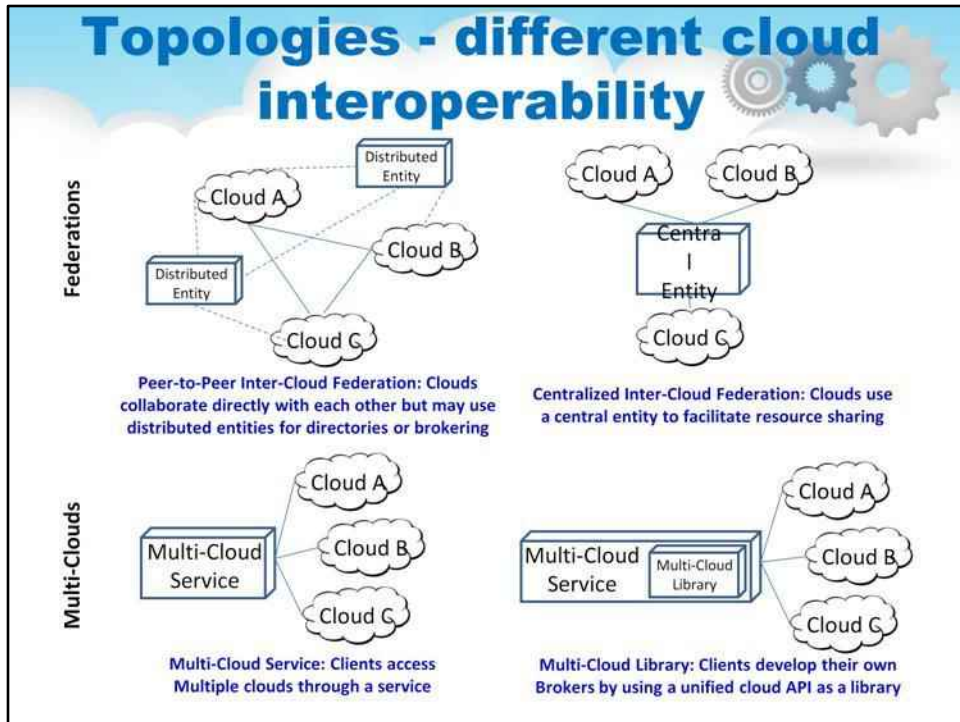 Topologies - different cloud
interoperability
Federations
Distributed
Entity
Cloud A
Cloud B
Distributed
Entity
Cloud C
Peer-to-Peer Inter-Cloud Federation: Clouds
collaborate directly with each other but may use
distributed entities for directories or brokering
Cloud A
Cloud B
Centra
l
Entity
Cloud C
Centralized Inter-Cloud Federation: Clouds use
a central entity to facilitate resource sharing
Multi-Clouds
Cloud A
Multi-Cloud
Service
Cloud B
Cloud C
Multi-Cloud Service: Clients access
Multiple clouds through a service
Cloud A
Multi-Cloud
Service
Multi-Cloud
Library
Cloud B
Cloud C
Multi-Cloud Library: Clients develop their own
Brokers by using a unified cloud API as a library